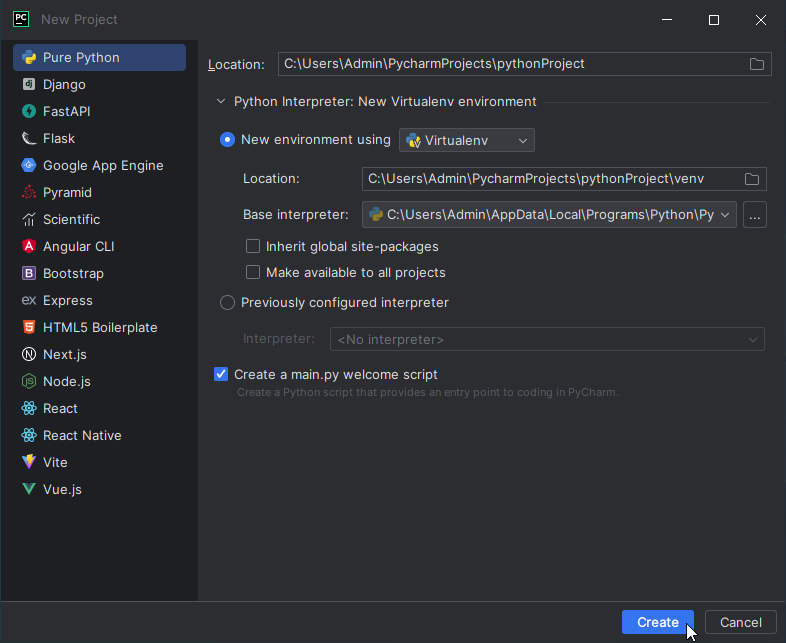 PC New Project
Pure Python
dj Django
FastAPI
Flask
Google App Engine
Pyramid
Scientific
A Angular CLI
B Bootstrap
ex Express
5 HTML5 Boilerplate
N Next.js
JS Node.js
React
React Native
Vite
Vue.js
Location: C:\Users\Admin\PycharmProjects\pythonProject
Python Interpreter: New Virtualenv environment
New environment using Virtualenv
Location: C:\Users\Admin\PycharmProjects\pythonProject\venv
Base interpreter: C:\Users\Admin\AppData\Local\Programs\Python\Py ...
Inherit global site-packages
Make available to all projects
Previously configured interpreter
Interpreter: <No interpreter>
Create a main.py welcome script
Create a Python script that provides an entry point to coding in PyCharm.
Create Cancel